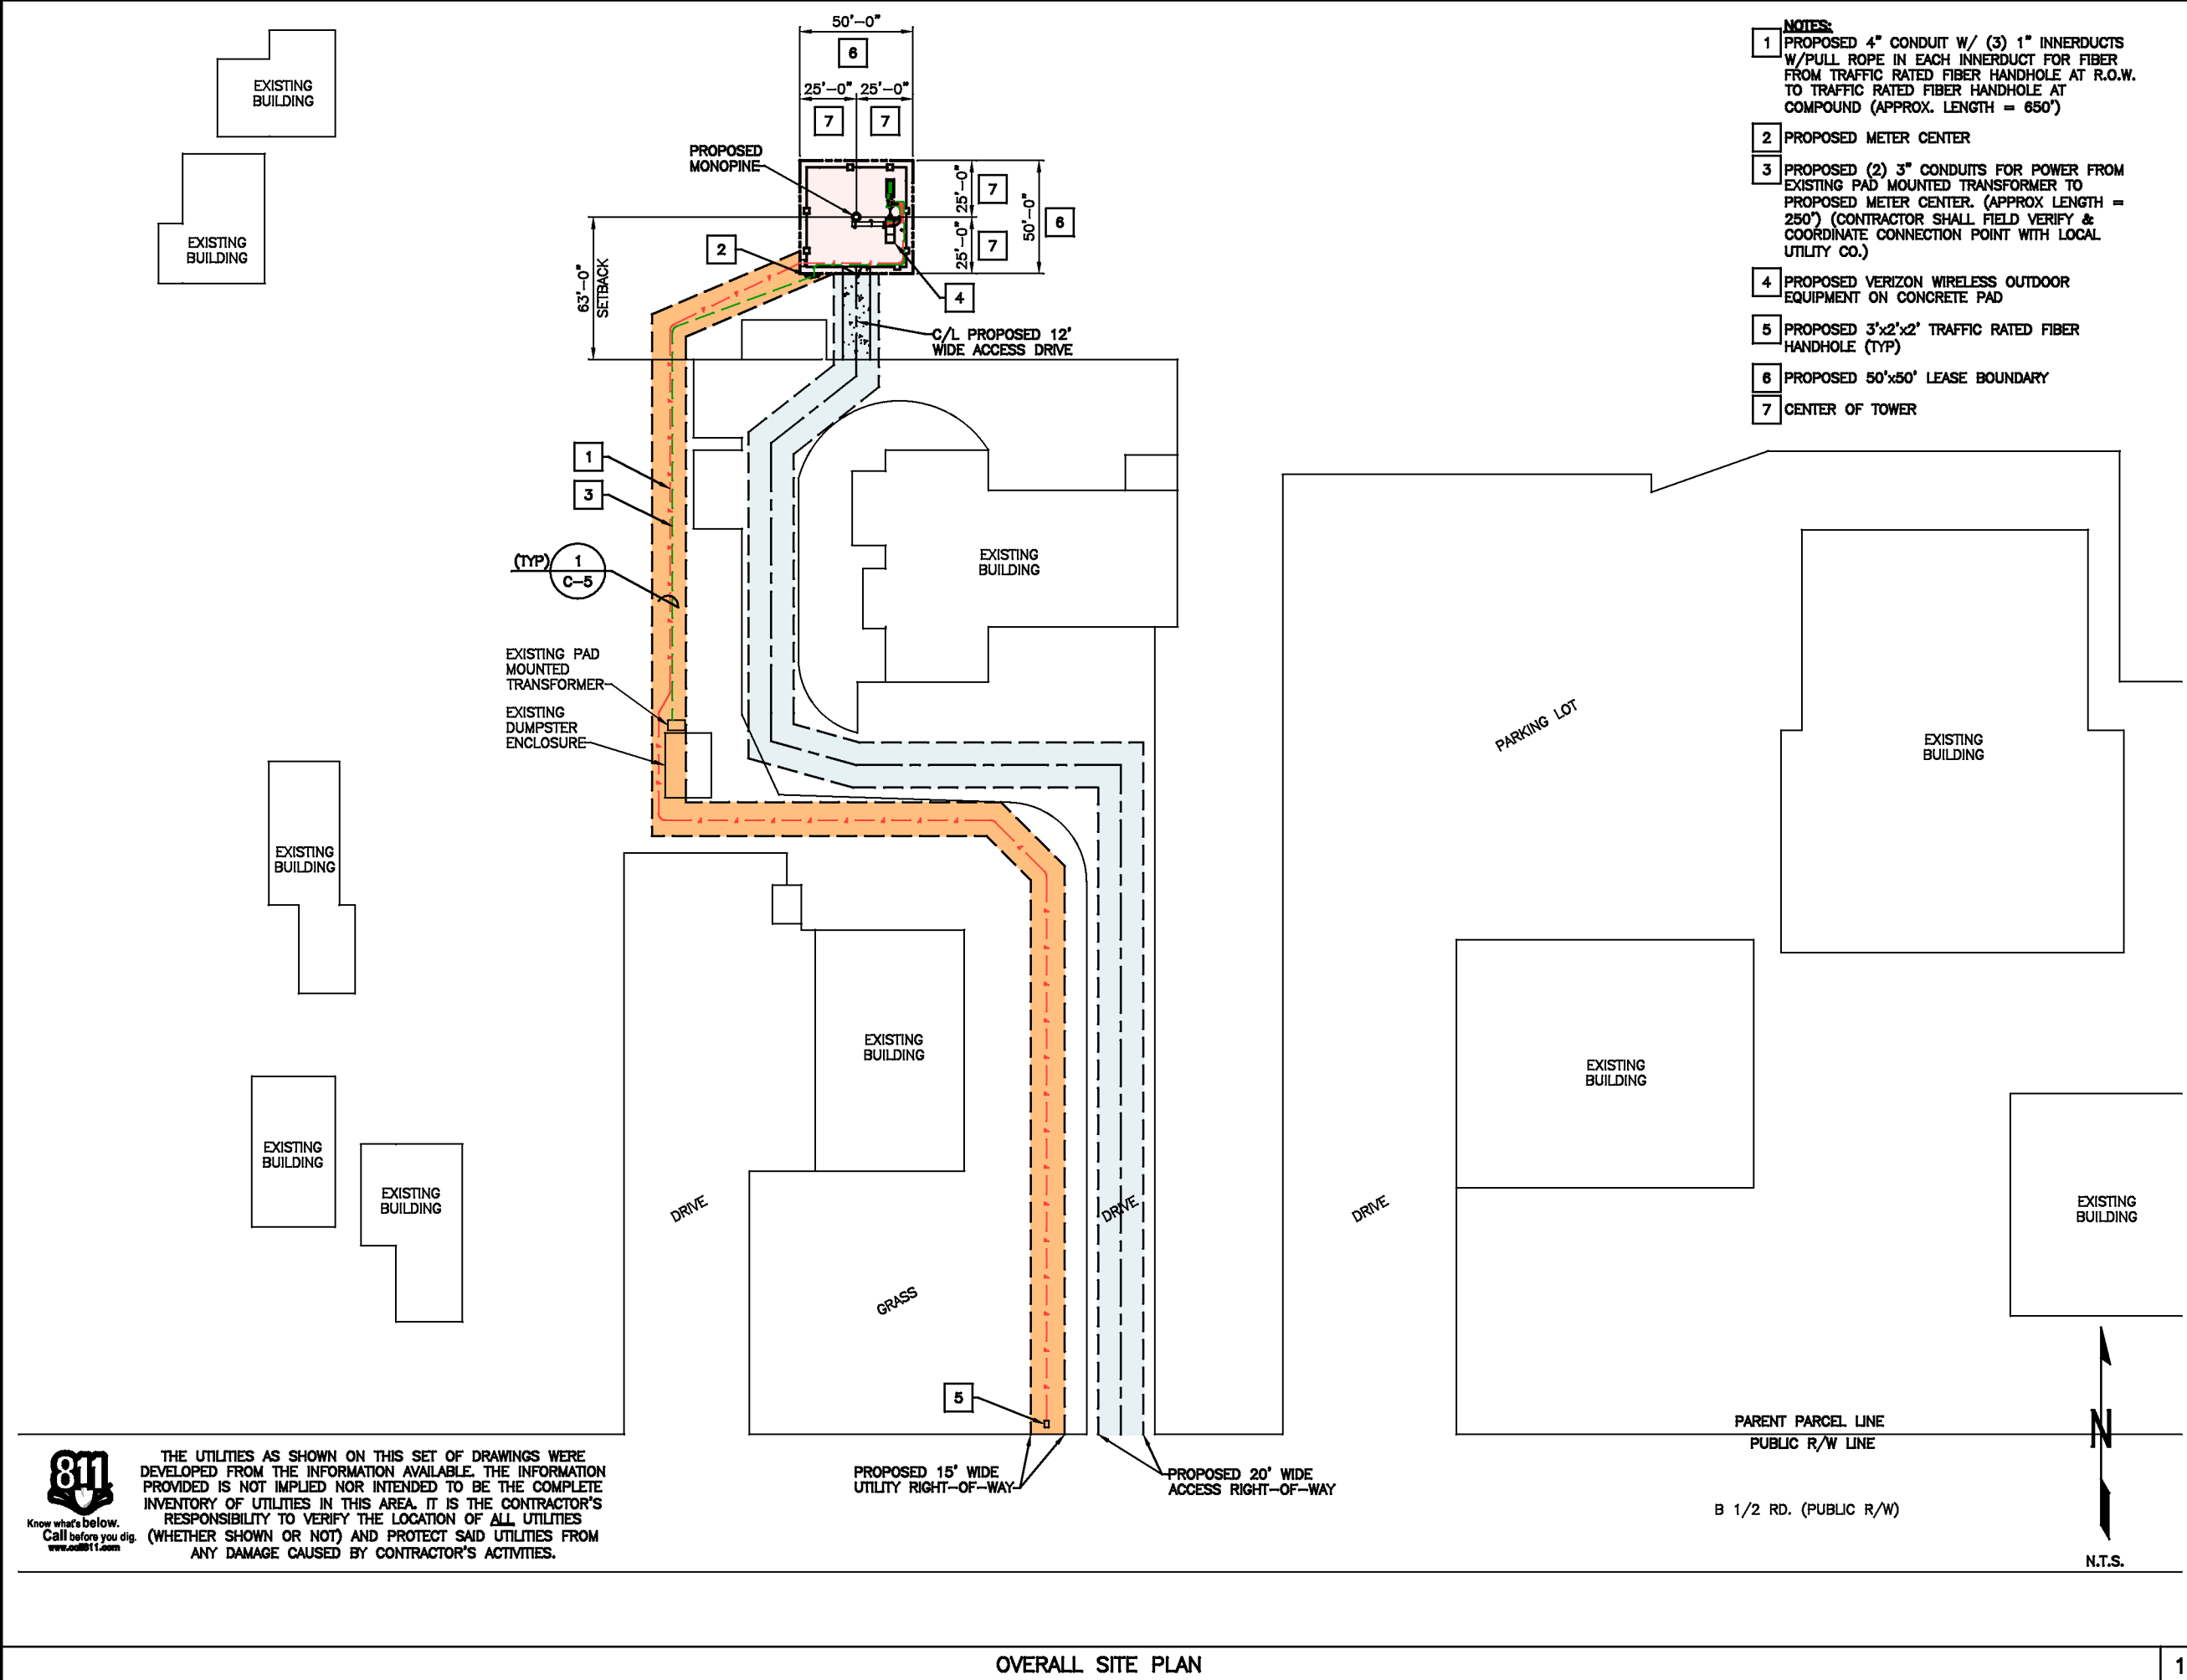 NOTES:
1 PROPOSED 4" CONDUIT W/ (3) 1" INNERDUCTS
W/PULL ROPE IN EACH INNERDUCT FOR FIBER
FROM TRAFFIC RATED FIBER HANDHOLE AT R.O.W.
TO TRAFFIC RATED FIBER HANDHOLE AT
COMPOUND (APPROX. LENGTH = 650')
2 PROPOSED METER CENTER
3 PROPOSED (2) 3" CONDUITS FOR POWER FROM
EXISTING PAD MOUNTED TRANSFORMER TO
PROPOSED METER CENTER. (APPROX LENGTH =
250') (CONTRACTOR SHALL FIELD VERIFY &
COORDINATE CONNECTION POINT WITH LOCAL
UTILITY CO.)
4 PROPOSED VERIZON WIRELESS OUTDOOR
EQUIPMENT ON CONCRETE PAD
5 PROPOSED 3'x2'x2' TRAFFIC RATED FIBER
HANDHOLE (TYP)
6 PROPOSED 50'x50' LEASE BOUNDARY
7 CENTER OF TOWER
50'-0"
6
25'-0" 25'-0"
7 7
EXISTING
BUILDING
PROPOSED
MONOPINE
25'-0"
7
50'-0"
6
25'-0"
7
EXISTING
BUILDING
2
63'-0"
SETBACK
4
C/L PROPOSED 12'
WIDE ACCESS DRIVE
1
3
(TYP) 1
C-5
EXISTING
BUILDING
EXISTING PAD
MOUNTED
TRANSFORMER
EXISTING
DUMPSTER
ENCLOSURE
PARKING LOT
EXISTING
BUILDING
EXISTING
BUILDING
EXISTING
BUILDING
EXISTING
BUILDING
EXISTING
BUILDING
EXISTING
BUILDING
DRIVE
DRIVE
DRIVE
EXISTING
BUILDING
GRASS
5
PARENT PARCEL LINE
PUBLIC R/W LINE
N
B 1/2 RD. (PUBLIC R/W)
N.T.S.
PROPOSED 15' WIDE
UTILITY RIGHT-OF-WAY
PROPOSED 20' WIDE
ACCESS RIGHT-OF-WAY
811
Know what's below.
Call before you dig.
www.call811.com
THE UTILITIES AS SHOWN ON THIS SET OF DRAWINGS WERE
DEVELOPED FROM THE INFORMATION AVAILABLE. THE INFORMATION
PROVIDED IS NOT IMPLIED NOR INTENDED TO BE THE COMPLETE
INVENTORY OF UTILITIES IN THIS AREA. IT IS THE CONTRACTOR'S
RESPONSIBILITY TO VERIFY THE LOCATION OF ALL UTILITIES
(WHETHER SHOWN OR NOT) AND PROTECT SAID UTILITIES FROM
ANY DAMAGE CAUSED BY CONTRACTOR'S ACTIVITIES.
OVERALL SITE PLAN
1